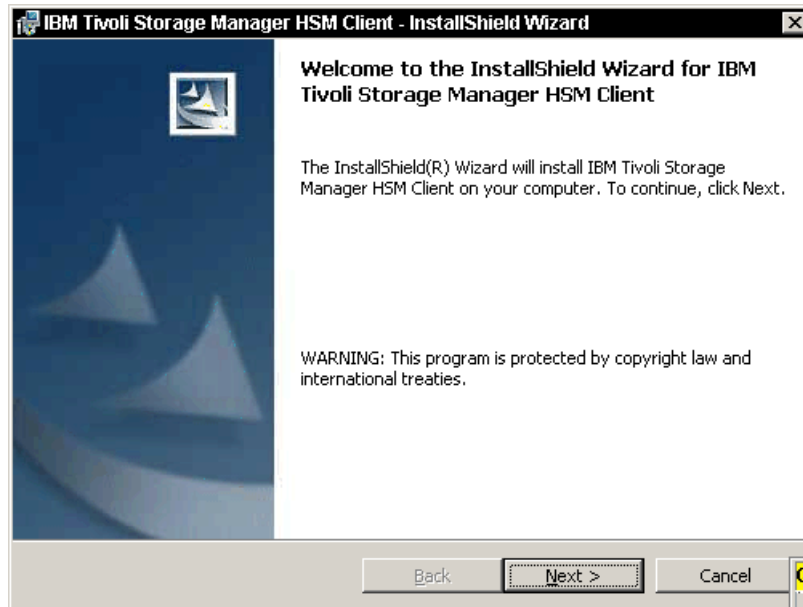 IBM Tivoli Storage Manager HSM Client - InstallShield Wizard
Welcome to the InstallShield Wizard for IBM
Tivoli Storage Manager HSM Client
The InstallShield(R) Wizard will install IBM Tivoli Storage
Manager HSM Client on your computer. To continue, click Next.
WARNING: This program is protected by copyright law and
international treaties.
Back
Next >
Cancel